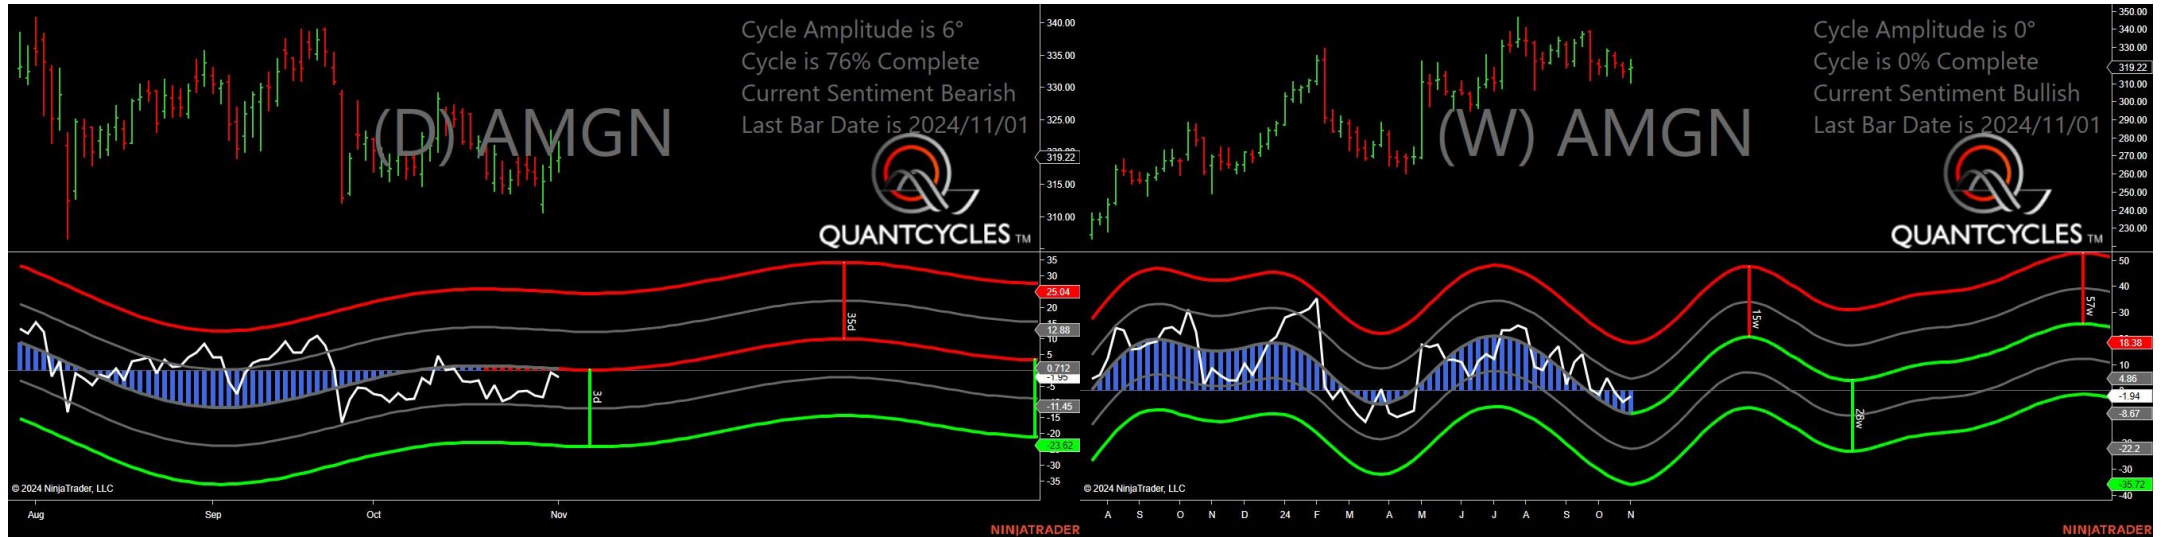 Cycle Amplitude is 6°
Cycle is 76% Complete
Current Sentiment Bearish
Last Bar Date is 2024/11/01
(D) AMGN
QUANTCYCLES TM
340.00
335.00
330.00
325.00
319.22
315.00
310.00
35
30
25.04
20
12.88
10
5
0.712
-1.95
-5
-11.45
-15
-20
-23.62
-30
-35
35d
3d
© 2024 NinjaTrader, LLC
Aug Sep Oct Nov
NINJATRADER
Cycle Amplitude is 0°
Cycle is 0% Complete
Current Sentiment Bullish
Last Bar Date is 2024/11/01
(W) AMGN
QUANTCYCLES TM
350.00
340.00
330.00
319.22
310.00
300.00
290.00
280.00
270.00
260.00
250.00
240.00
230.00
50
40
30
18.38
10
4.86
-1.94
-8.67
-22.2
-30
-35.72
-40
15w
28w
57w
© 2024 NinjaTrader, LLC
A S O N D 24 F M A M J J A S O N
NINJATRADER